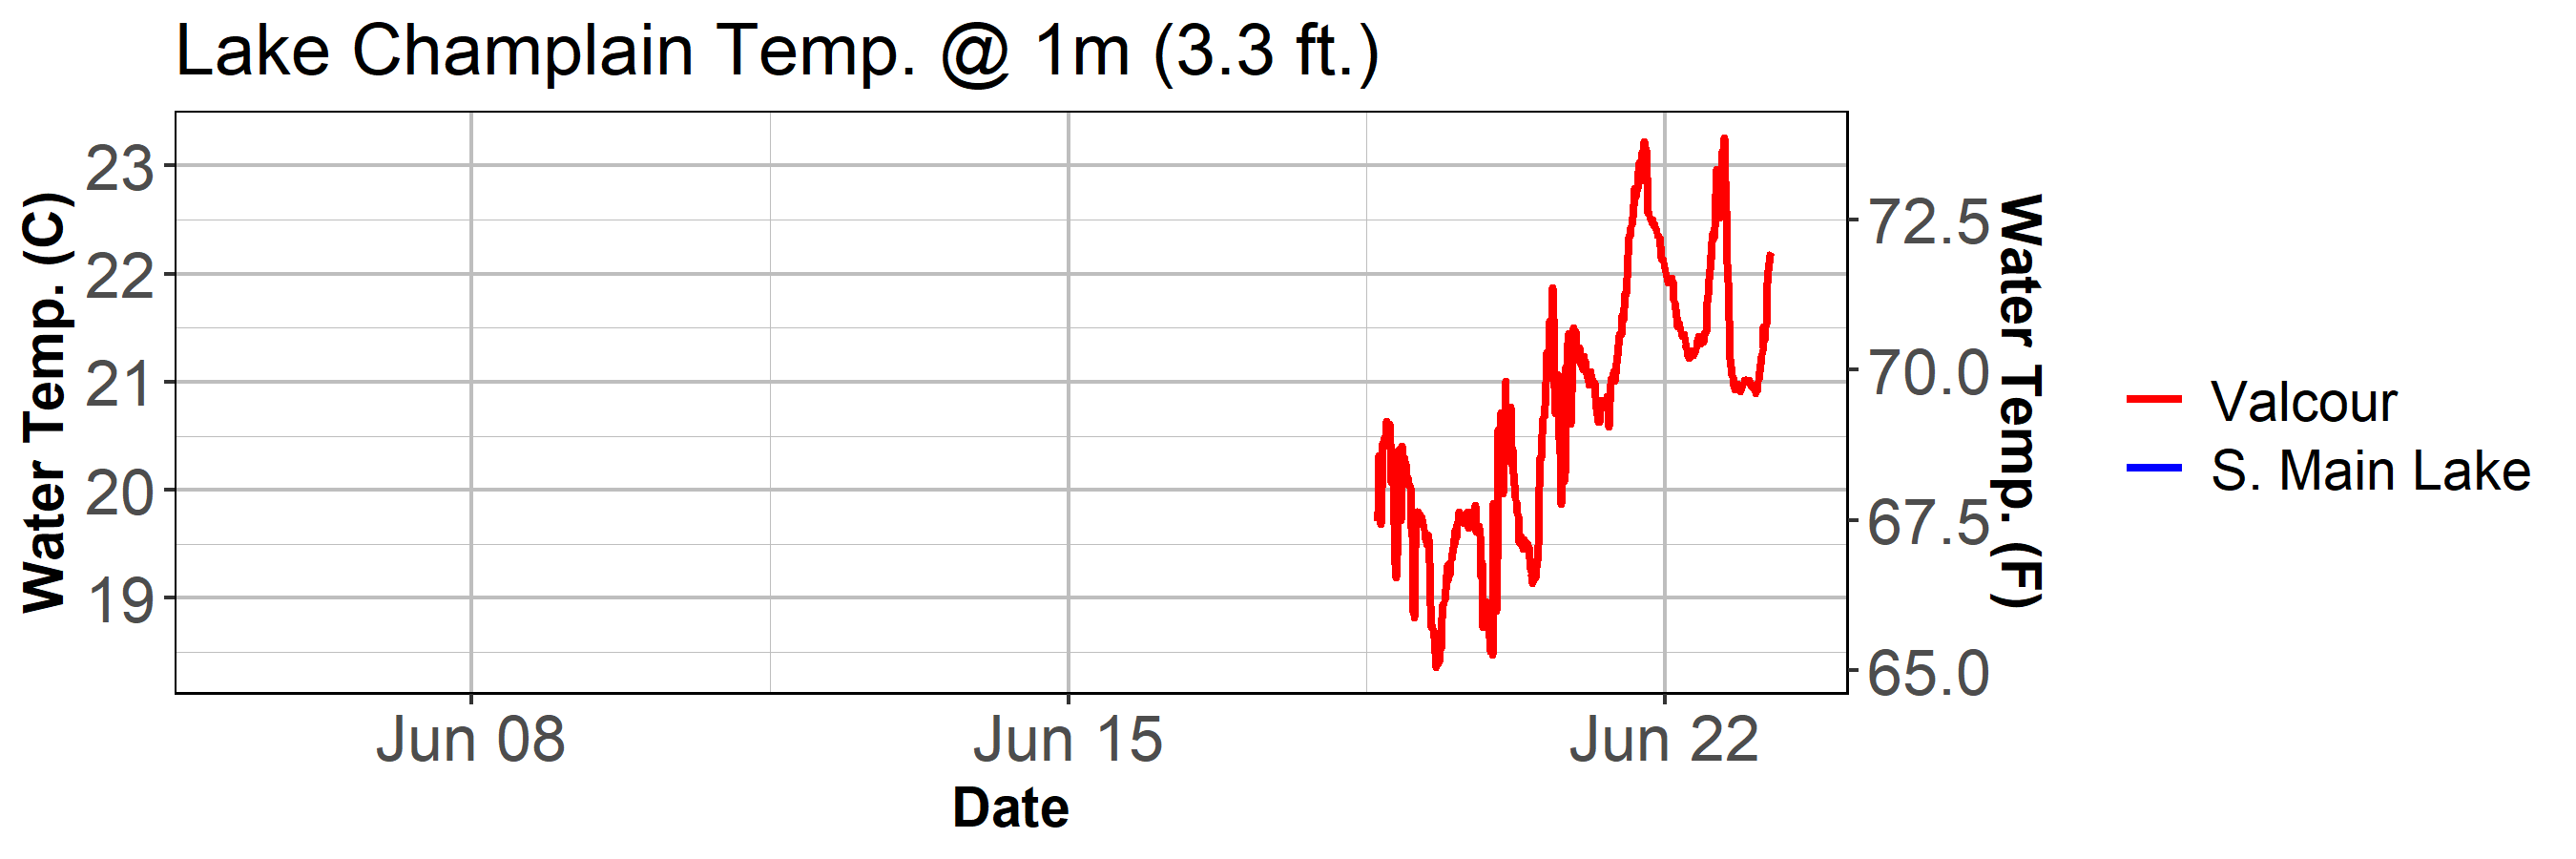 Lake Champlain Temp. @ 1m (3.3 ft.)
Water Temp. (C)
23
22
21
20
19
72.5
70.0
67.5
65.0
Water Temp. (F)
Jun 08
Jun 15
Jun 22
Date
Valcour
S. Main Lake